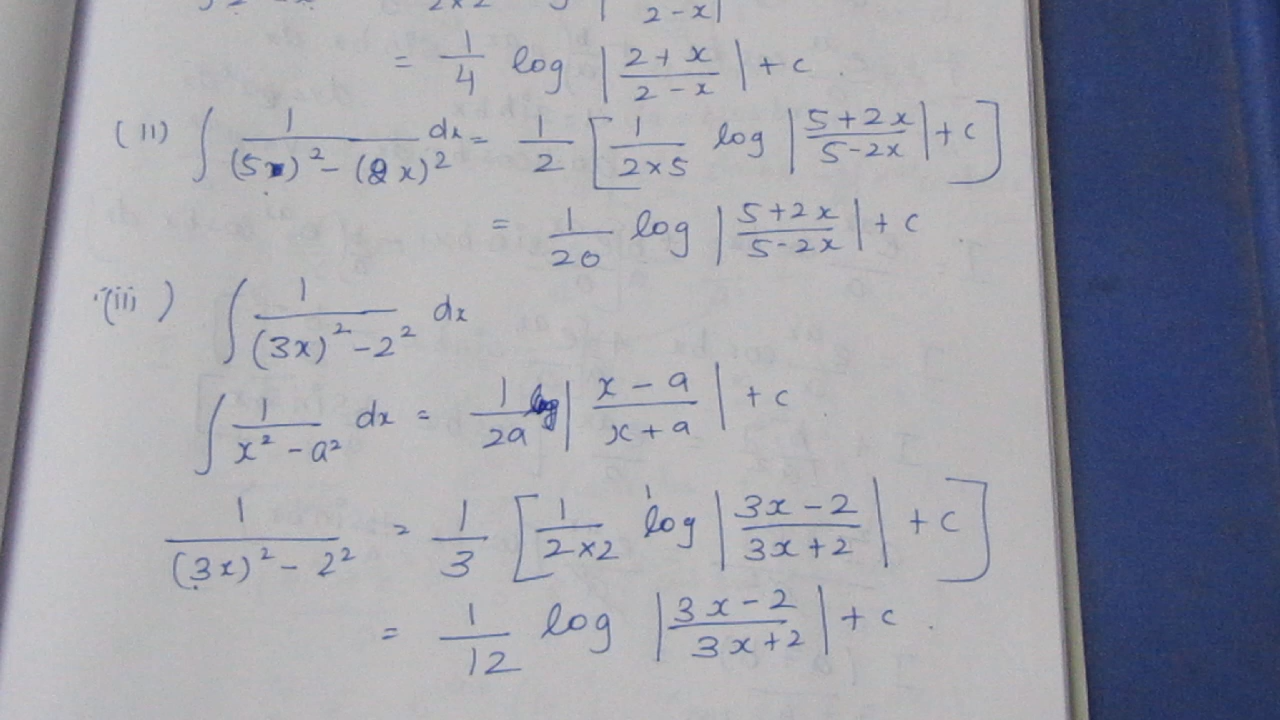 2 - x|
= 1/4 log |(2 + x)/(2 - x)| + c
(ii) ∫ 1/((5)² - (2x)²) dx = 1/2 [1/(2×5) log |(5+2x)/(5-2x)| + c]
= 1/20 log |(5+2x)/(5-2x)| + c
(iii) ∫ 1/((3x)² - 2²) dx
∫ 1/(x² - a²) dx = 1/2a log |(x - a)/(x + a)| + c
1/((3x)² - 2²) = 1/3 [1/(2×2) log |(3x - 2)/(3x + 2)| + c]
= 1/12 log |(3x - 2)/(3x + 2)| + c.